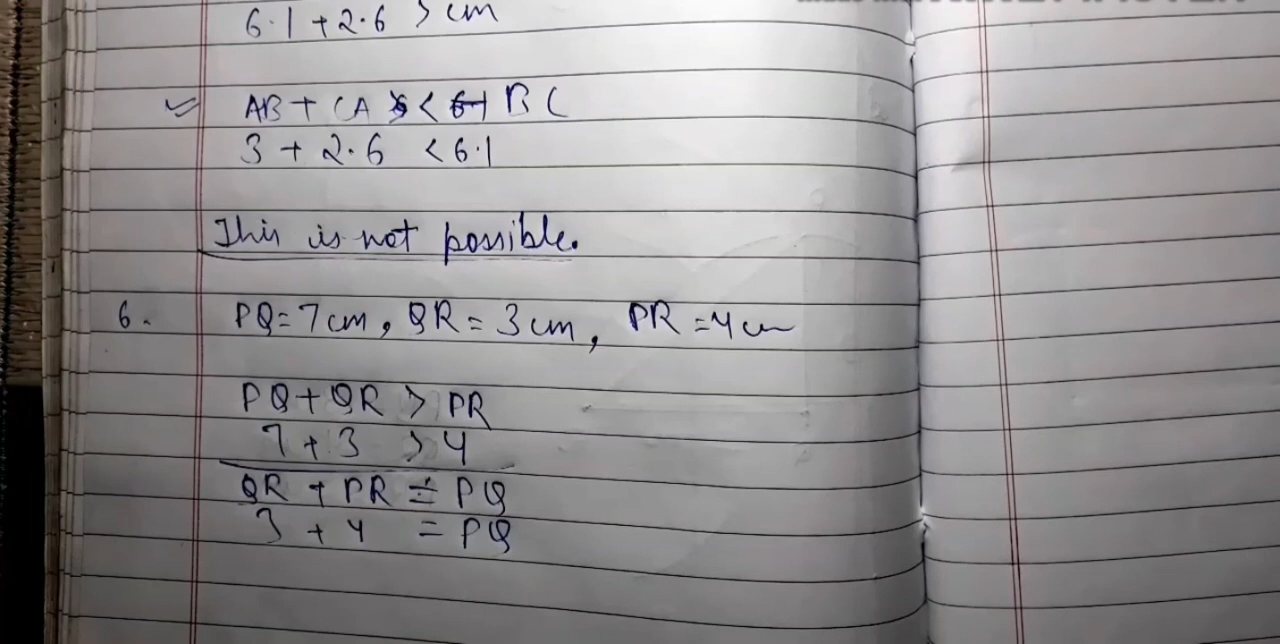 6.1 + 2.6 > cm
AB + CA < BC
3 + 2.6 < 6.1
This is not possible.
6. PQ = 7 cm, QR = 3 cm, PR = 4 cm
PQ + QR > PR
7 + 3 > 4
QR + PR = PQ
3 + 4 = PQ